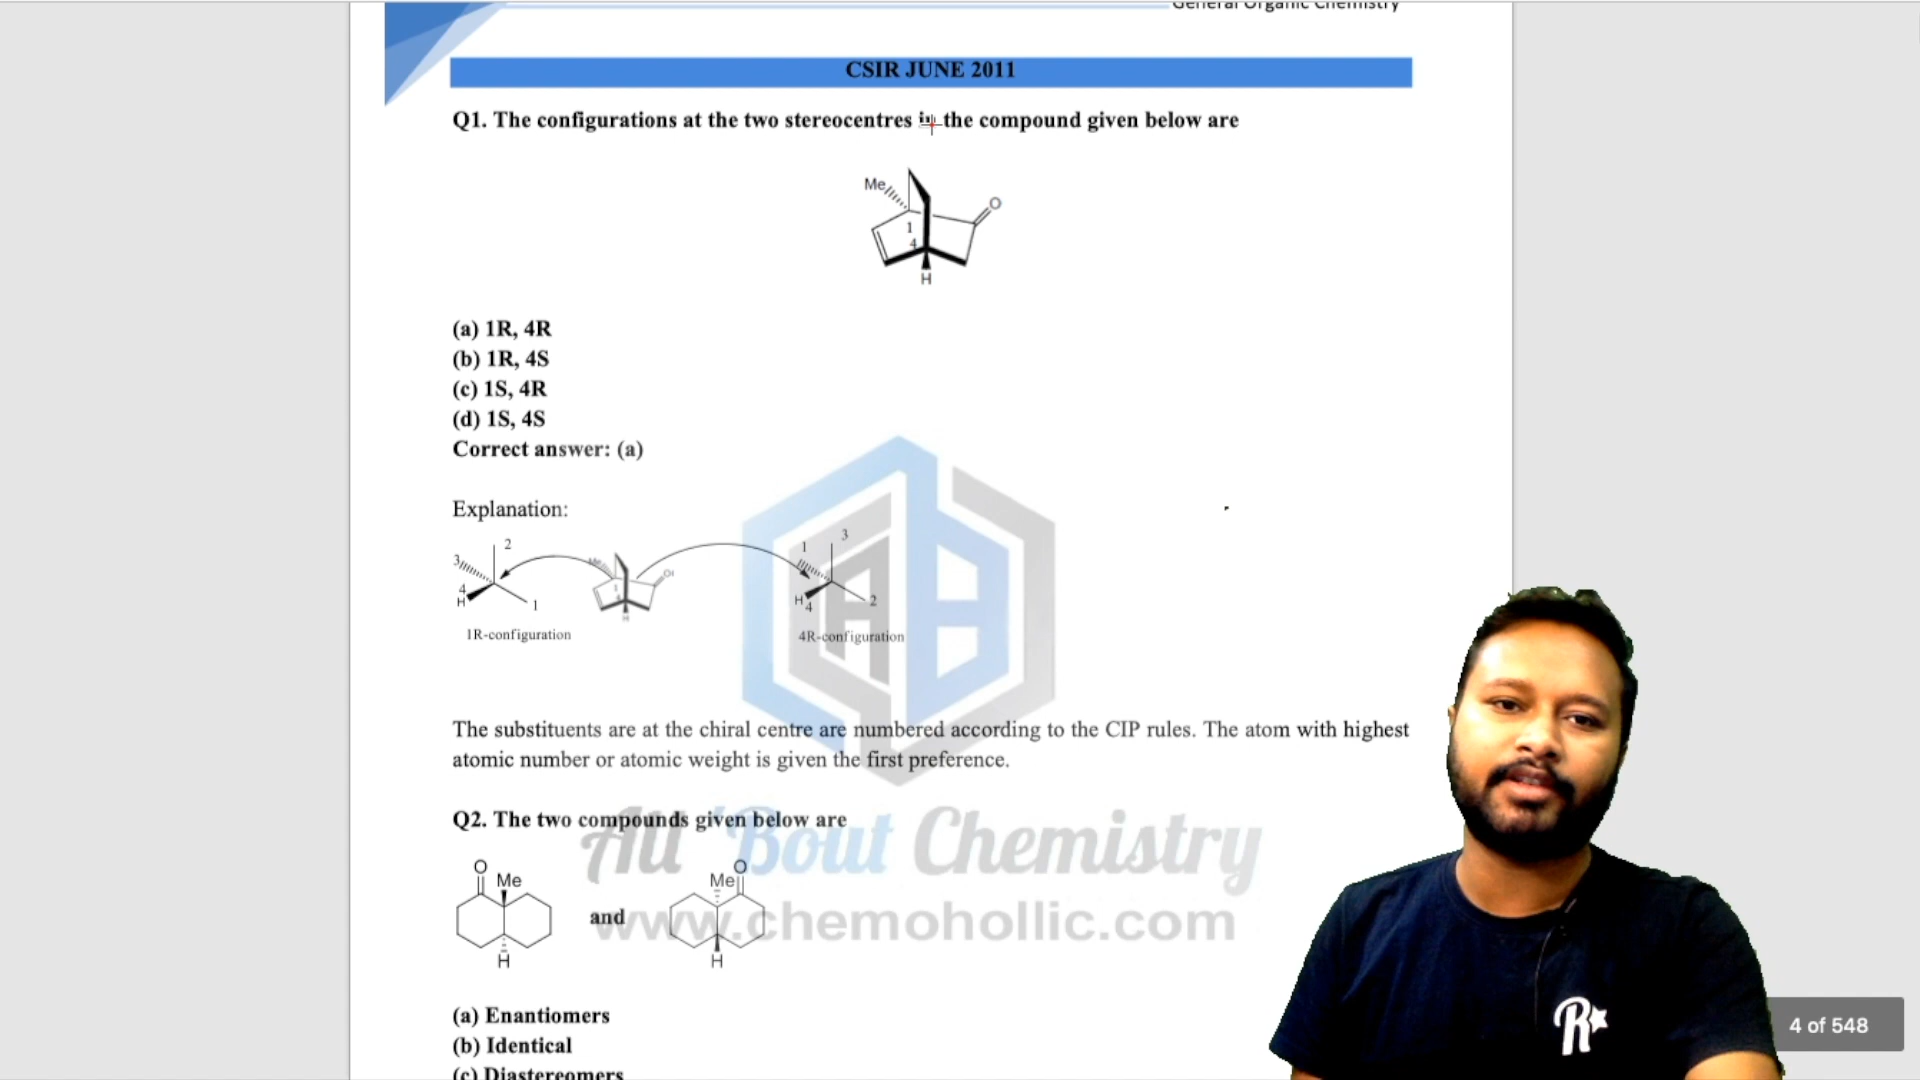 General Organic Chemistry
CSIR JUNE 2011
Q1. The configurations at the two stereocentres in the compound given below are
Me
O
1
4
H
(a) 1R, 4R
(b) 1R, 4S
(c) 1S, 4R
(d) 1S, 4S
Correct answer: (a)
Explanation:
3 2
4
H 1
1R-configuration
1 3
H 4 2
4R-configuration
The substituents are at the chiral centre are numbered according to the CIP rules. The atom with highest
atomic number or atomic weight is given the first preference.
Q2. The two compounds given below are
All 'Bout Chemistry
www.chemohollic.com
O
Me
H
and
O
Me
H
(a) Enantiomers
(b) Identical
(c) Diastereomers
R
4 of 548